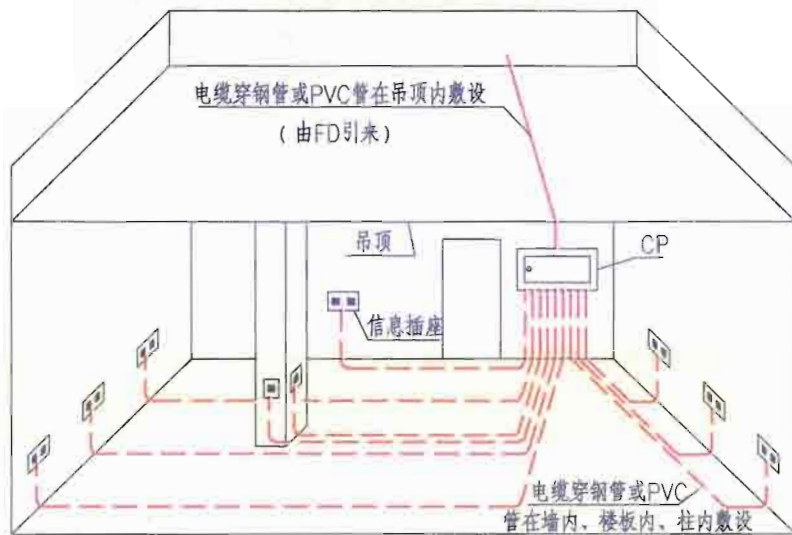 电缆穿钢管或PVC管在吊顶内敷设
(由FD引来)
吊顶
CP
信息插座
电缆穿钢管或PVC
管在墙内、楼板内、柱内敷设